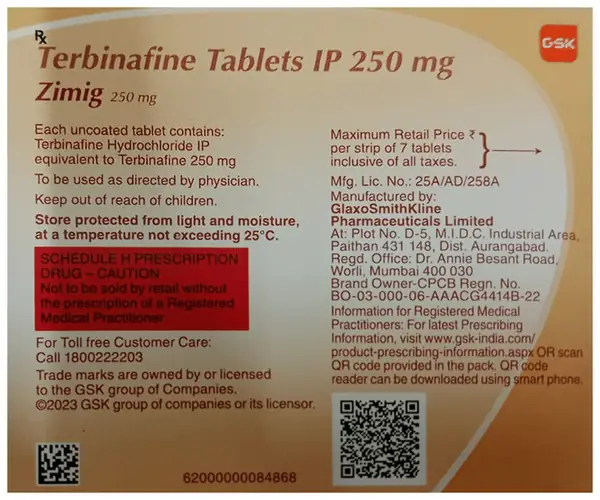 Rx
GSK
Terbinafine Tablets IP 250 mg
Zimig 250 mg
Each uncoated tablet contains:
Terbinafine Hydrochloride IP
equivalent to Terbinafine 250 mg
To be used as directed by physician.
Keep out of reach of children.
Store protected from light and moisture,
at a temperature not exceeding 25°C.
SCHEDULE H PRESCRIPTION
DRUG – CAUTION
Not to be sold by retail without
the prescription of a Registered
Medical Practitioner
For Toll free Customer Care:
Call 1800222203
Trade marks are owned by or licensed
to the GSK group of Companies.
©2023 GSK group of companies or its licensor.
62000000084868
Maximum Retail Price ₹
per strip of 7 tablets
inclusive of all taxes.
Mfg. Lic. No.: 25A/AD/258A
Manufactured by:
GlaxoSmithKline
Pharmaceuticals Limited
At: Plot No. D-5, M.I.D.C. Industrial Area,
Paithan 431 148, Dist. Aurangabad.
Regd. Office: Dr. Annie Besant Road,
Worli, Mumbai 400 030
Brand Owner-CPCB Regn. No.
BO-03-000-06-AAACG4414B-22
Information for Registered Medical
Practitioners: For latest Prescribing
Information, visit www.gsk-india.com/
product-prescribing-information.aspx OR scan
QR code provided in the pack. QR code
reader can be downloaded using smart phone.